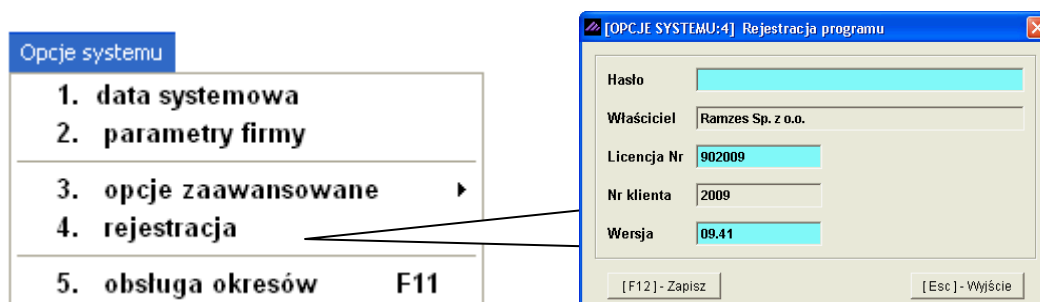 Opcje systemu
1. data systemowa
2. parametry firmy
3. opcje zaawansowane
4. rejestracja
5. obsługa okresów F11
[OPCJE SYSTEMU:4] Rejestracja programu
Hasło
Właściciel Ramzes Sp. z o.o.
Licencja Nr 902009
Nr klienta 2009
Wersja 09.41
[F12] - Zapisz [Esc] - Wyjście